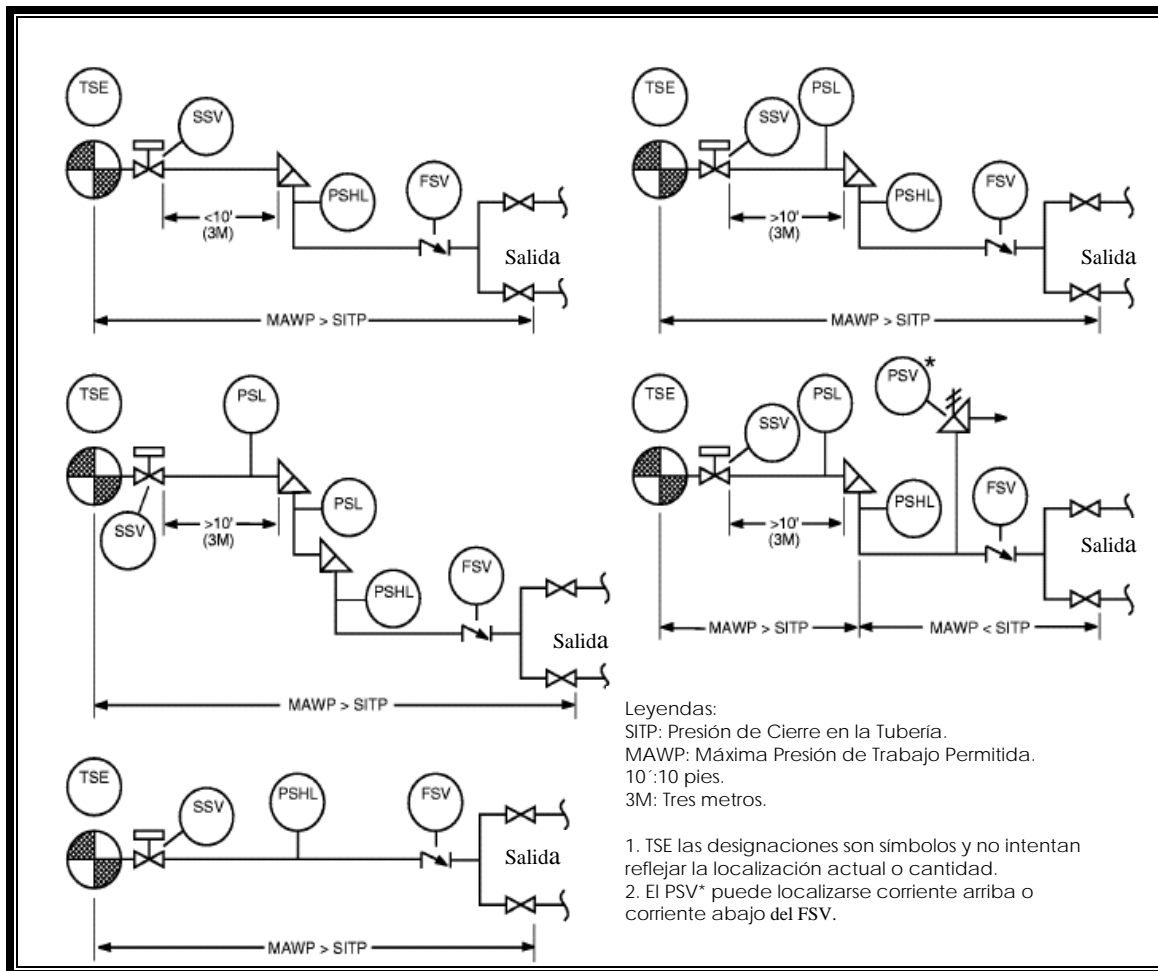 TSE
SSV
<10'
(3M)
PSHL
FSV
Salida
MAWP > SITP
TSE
SSV
PSL
>10'
(3M)
PSHL
FSV
Salida
MAWP > SITP
TSE
SSV
PSL
>10'
(3M)
PSL
PSHL
FSV
Salida
MAWP > SITP
TSE
SSV
PSL
>10'
(3M)
PSHL
PSV*
FSV
Salida
MAWP > SITP
MAWP < SITP
TSE
SSV
PSHL
FSV
Salida
MAWP > SITP
Leyendas:
SITP: Presión de Cierre en la Tubería.
MAWP: Máxima Presión de Trabajo Permitida.
10´:10 pies.
3M: Tres metros.
1. TSE las designaciones son símbolos y no intentan
reflejar la localización actual o cantidad.
2. El PSV* puede localizarse corriente arriba o
corriente abajo del FSV.